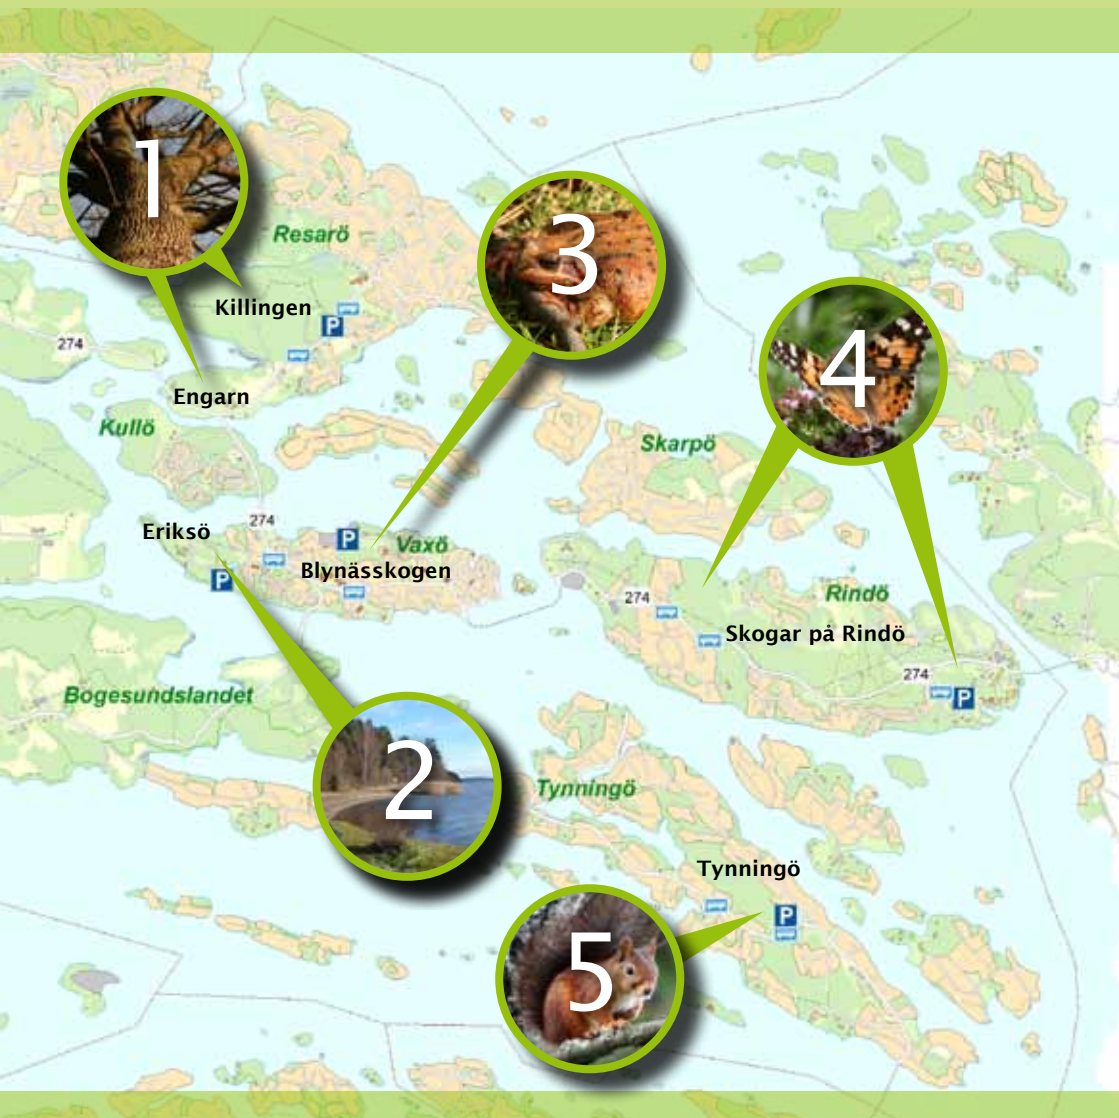 1
Resarö
3
Killingen
P
274
4
Engarn
Kullö
Skarpö
274
Eriksö
P
Vaxö
Blynässkogen
P
274
Rindö
Skogar på Rindö
274
P
Bogesundslandet
2
Tynningö
Tynningö
P
5